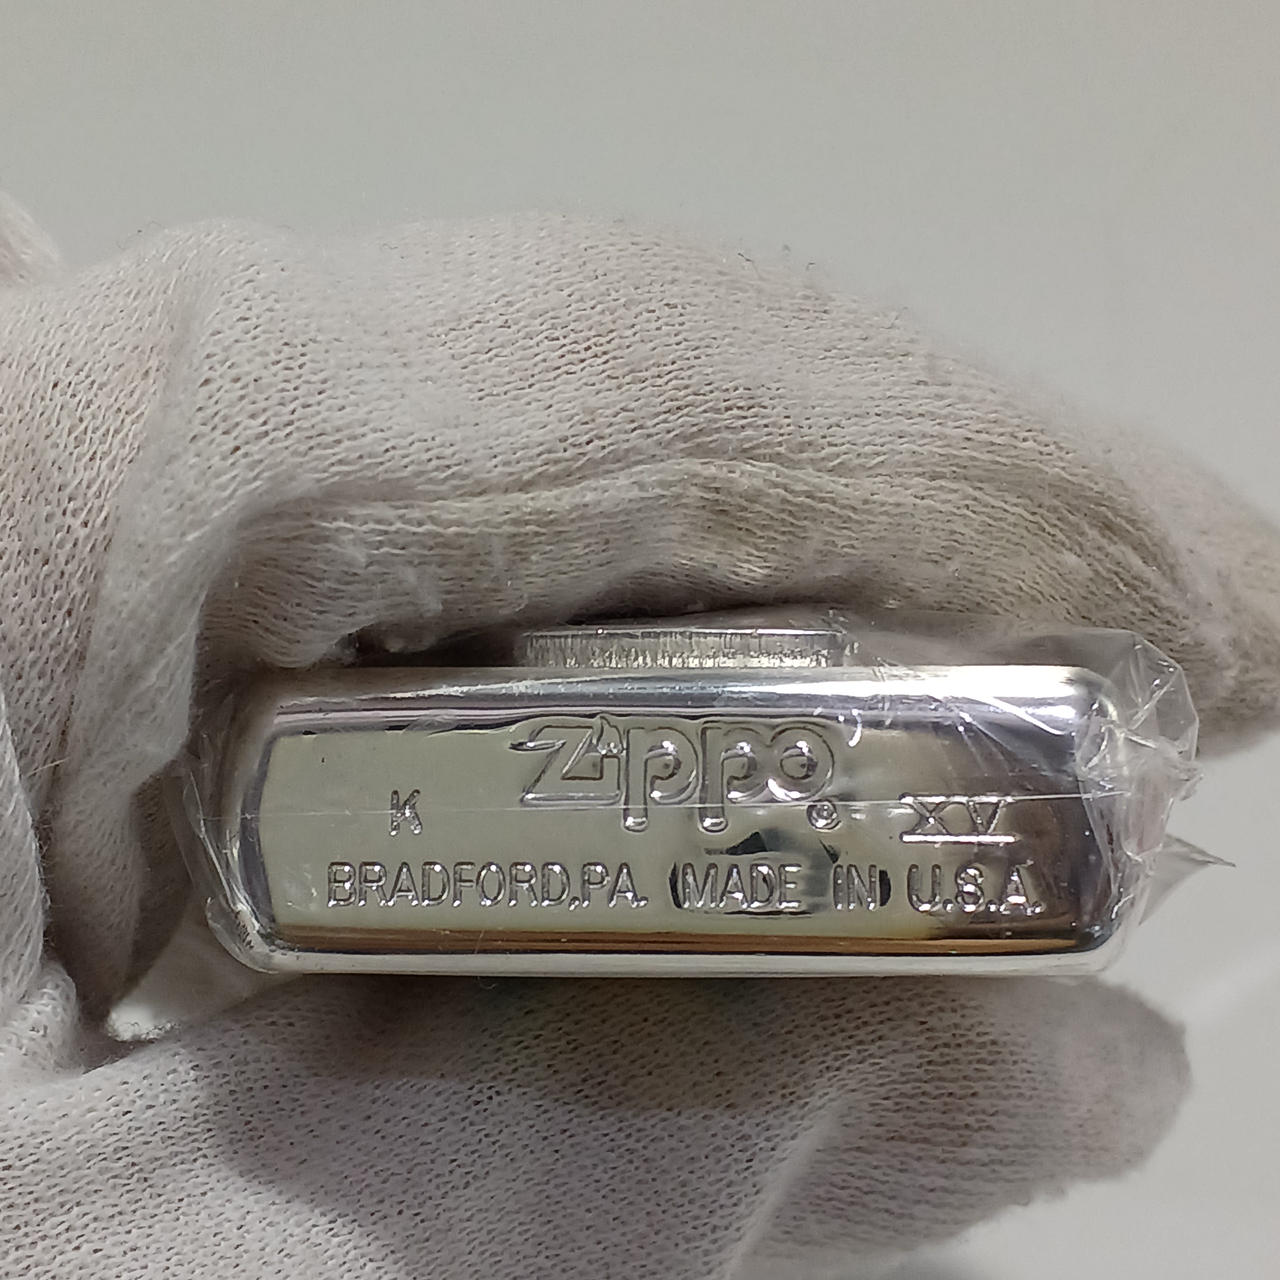 Zippo ®
K XV
BRADFORD,PA. MADE IN U.S.A.